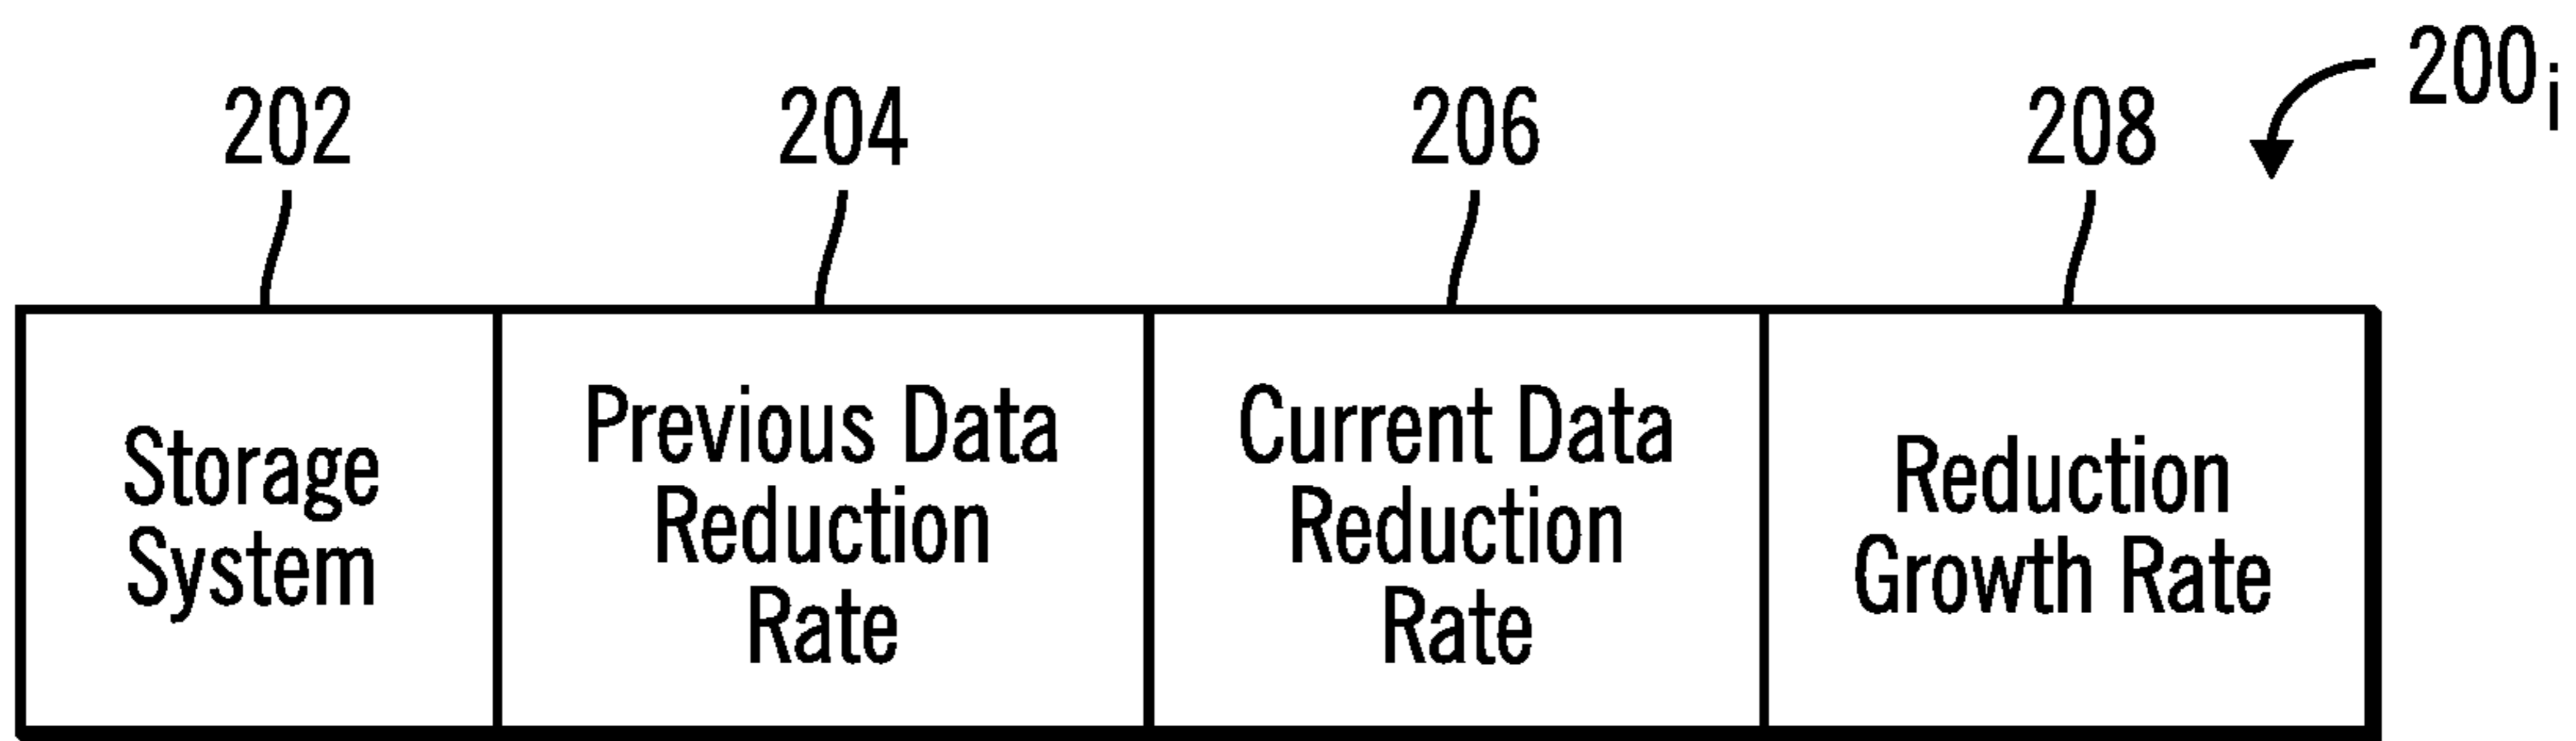 200i
202
204
206
208
Storage
System
Previous Data
Reduction
Rate
Current Data
Reduction
Rate
Reduction
Growth Rate